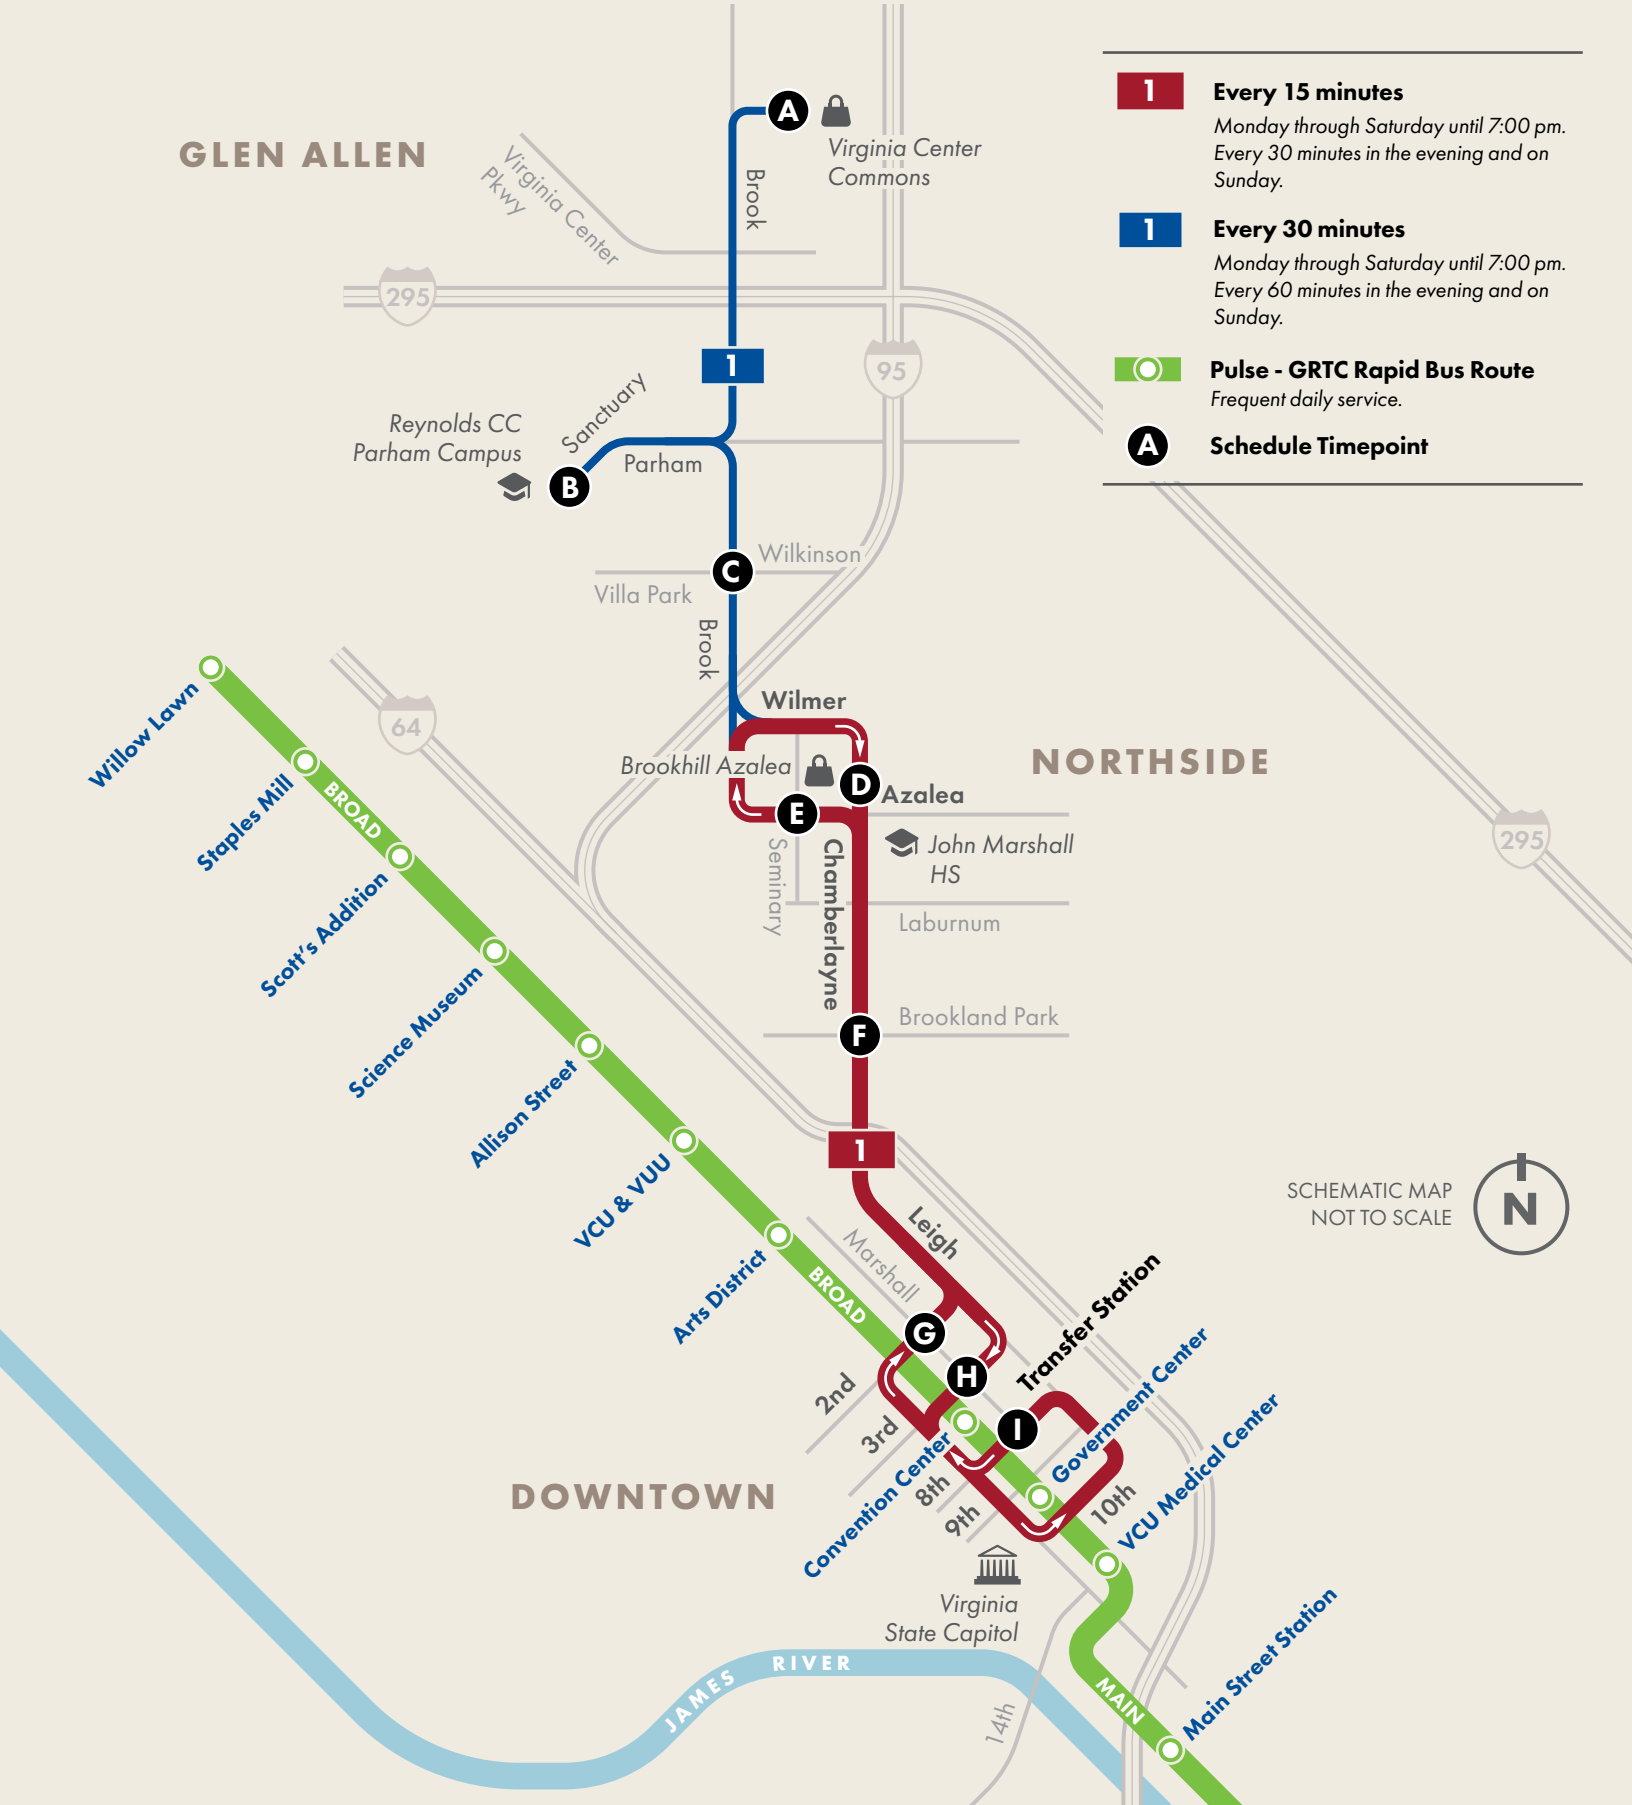 1
Every 15 minutes
Monday through Saturday until 7:00 pm.
Every 30 minutes in the evening and on
Sunday.
1
Every 30 minutes
Monday through Saturday until 7:00 pm.
Every 60 minutes in the evening and on
Sunday.
Pulse - GRTC Rapid Bus Route
Frequent daily service.
A
Schedule Timepoint
A
Virginia Center
Commons
GLEN ALLEN
Virginia Center
Pkwy
Brook
295
1
95
Sanctuary
Reynolds CC
Parham Campus
Parham
B
C
Wilkinson
Villa Park
Brook
64
Wilmer
Brookhill Azalea
NORTHSIDE
D
Azalea
E
295
John Marshall
HS
Seminary
Chamberlayne
Laburnum
F
Brookland Park
1
Willow Lawn
Staples Mill
BROAD
Scott's Addition
Science Museum
Allison Street
VCU & VUU
Arts District
BROAD
Leigh
Marshall
SCHEMATIC MAP
NOT TO SCALE
N
G
H
I
Transfer Station
2nd
3rd
8th
9th
10th
Convention Center
Government Center
VCU Medical Center
DOWNTOWN
Virginia
State Capitol
Main Street Station
MAIN
14th
JAMES RIVER